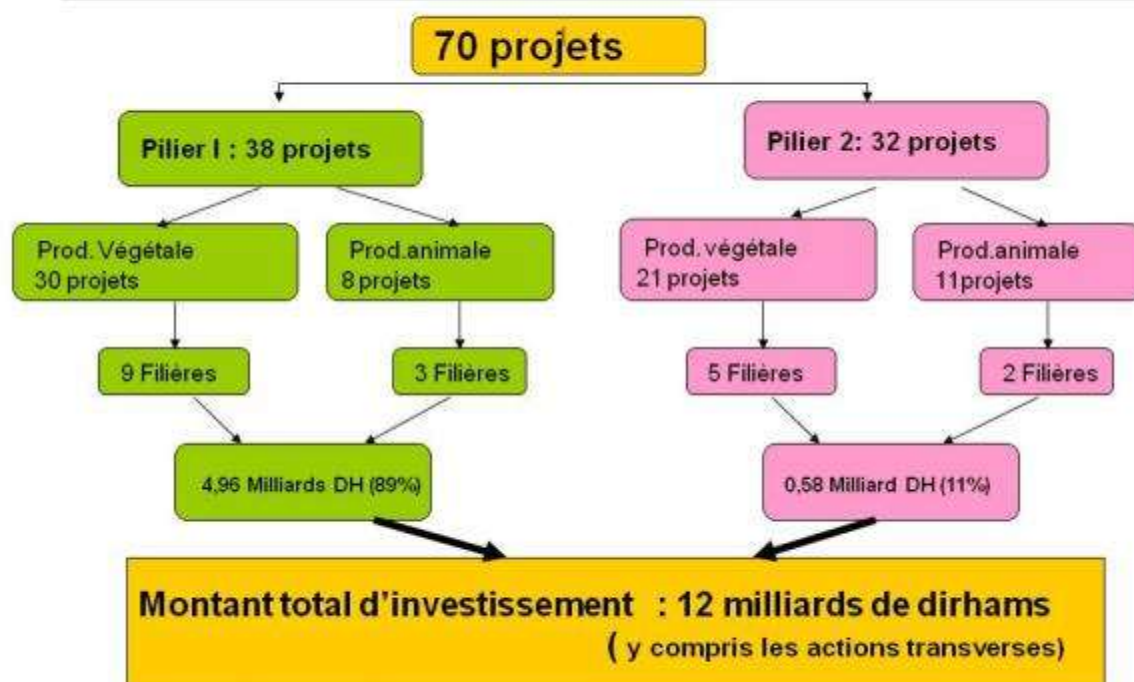 70 projets
Pilier I : 38 projets
Pilier 2: 32 projets
Prod. Végétale
30 projets
Prod.animale
8 projets
Prod.végétale
21 projets
Prod.animale
11projets
9 Filières
3 Filières
5 Filières
2 Filières
4,96 Milliards DH (89%)
0,58 Milliard DH (11%)
Montant total d'investissement : 12 milliards de dirhams
( y compris les actions transverses)